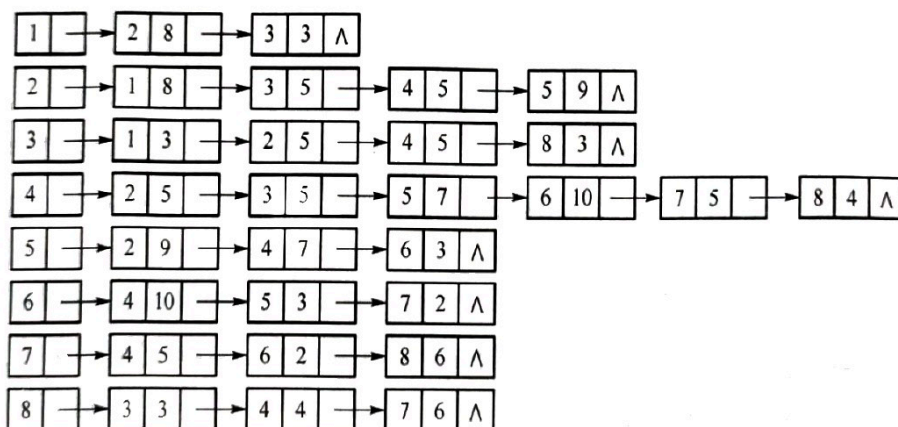 1 2 8 3 3 ∧
2 1 8 3 5 4 5 5 9 ∧
3 1 3 2 5 4 5 8 3 ∧
4 2 5 3 5 5 7 6 10 7 5 8 4 ∧
5 2 9 4 7 6 3 ∧
6 4 10 5 3 7 2 ∧
7 4 5 6 2 8 6 ∧
8 3 3 4 4 7 6 ∧